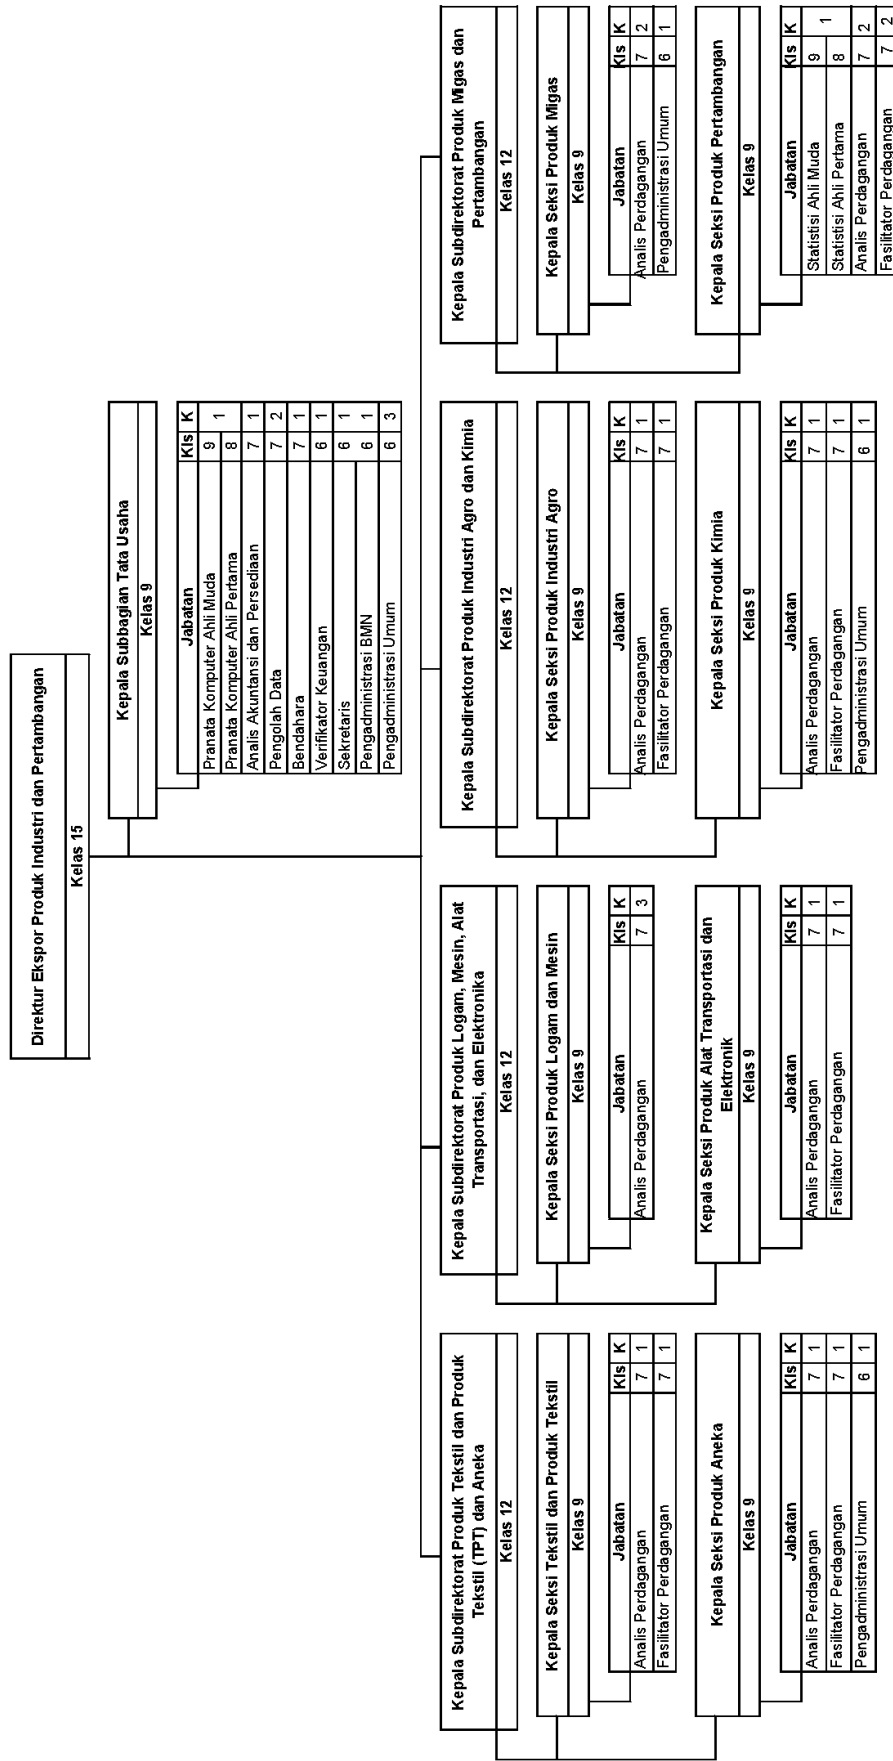 Direktur Ekspor Produk Industri dan Pertambangan
Kelas 15
Kepala Subbagian Tata Usaha
Kelas 9
Jabatan Kls K
Pranata Komputer Ahli Muda 9 1
Pranata Komputer Ahli Pertama 8
Analis Akuntansi dan Persediaan 7 1
Pengolah Data 7 2
Bendahara 7 1
Verifikator Keuangan 6 1
Sekretaris 6 1
Pengadministrasi BMN 6 1
Pengadministrasi Umum 6 3
Kepala Subdirektorat Produk Tekstil dan Produk
Tekstil (TPT) dan Aneka
Kelas 12
Kepala Seksi Tekstil dan Produk Tekstil
Kelas 9
Jabatan Kls K
Analis Perdagangan 7 1
Fasilitator Perdagangan 7 1
Kepala Seksi Produk Aneka
Kelas 9
Jabatan Kls K
Analis Perdagangan 7 1
Fasilitator Perdagangan 7 1
Pengadministrasi Umum 6 1
Kepala Subdirektorat Produk Logam, Mesin, Alat
Transportasi, dan Elektronika
Kelas 12
Kepala Seksi Produk Logam dan Mesin
Kelas 9
Jabatan Kls K
Analis Perdagangan 7 3
Kepala Seksi Produk Alat Transportasi dan
Elektronik
Kelas 9
Jabatan Kls K
Analis Perdagangan 7 1
Fasilitator Perdagangan 7 1
Kepala Subdirektorat Produk Industri Agro dan Kimia
Kelas 12
Kepala Seksi Produk Industri Agro
Kelas 9
Jabatan Kls K
Analis Perdagangan 7 1
Fasilitator Perdagangan 7 1
Kepala Seksi Produk Kimia
Kelas 9
Jabatan Kls K
Analis Perdagangan 7 1
Fasilitator Perdagangan 7 1
Pengadministrasi Umum 6 1
Kepala Subdirektorat Produk Migas dan
Pertambangan
Kelas 12
Kepala Seksi Produk Migas
Kelas 9
Jabatan Kls K
Analis Perdagangan 7 2
Pengadministrasi Umum 6 1
Kepala Seksi Produk Pertambangan
Kelas 9
Jabatan Kls K
Statistisi Ahli Muda 9 1
Statistisi Ahli Pertama 8
Analis Perdagangan 7 2
Fasilitator Perdagangan 7 2